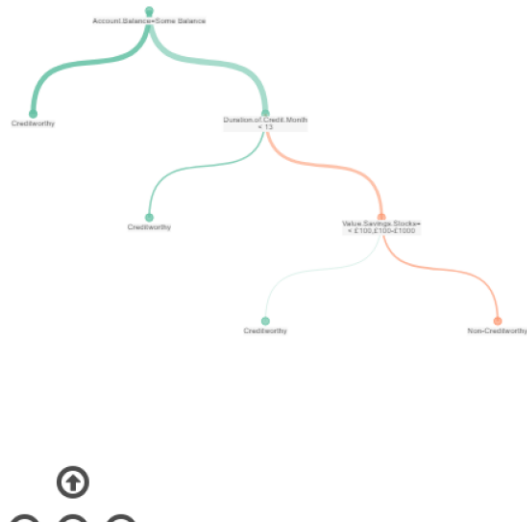 Account.Balance=Some Balance
Creditworthy
Duration.of.Credit.Month
< 13
Creditworthy
Value.Savings.Stocks=
< £100,£100-£1000
Creditworthy
Non-Creditworthy